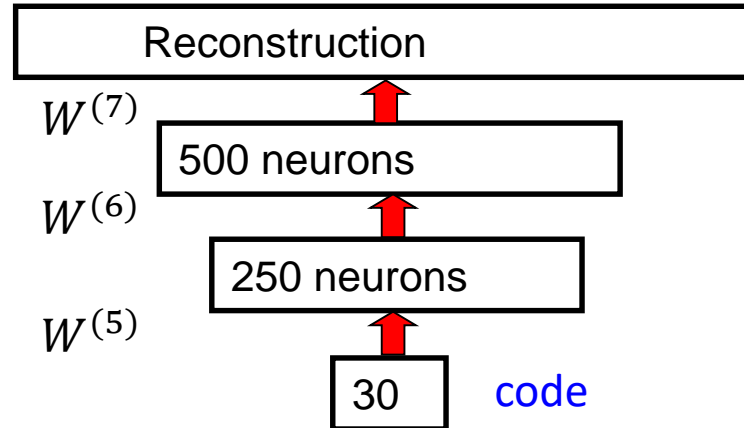 Reconstruction
W^{(7)}
500 neurons
W^{(6)}
250 neurons
W^{(5)}
30 code